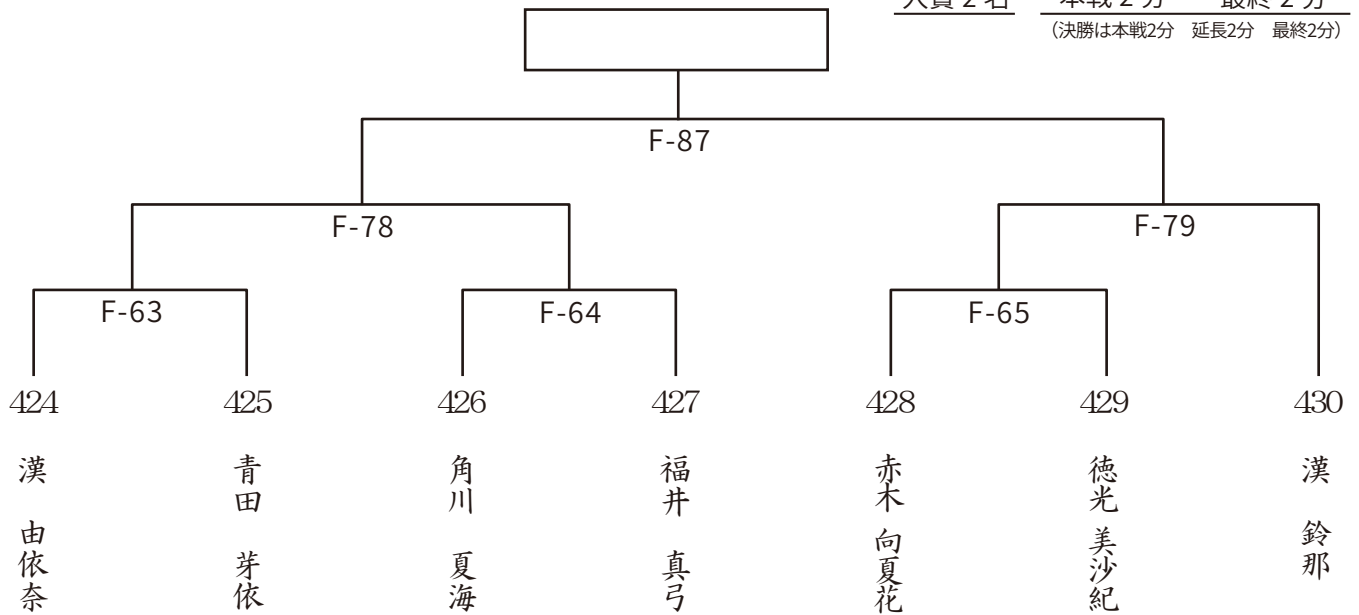 入賞 2 名 本戦 2 分 最終 2 分
（決勝は本戦2分 延長2分 最終2分）
F-87
F-78 F-79
F-63 F-64 F-65
424 425 426 427 428 429 430
漢 由依奈
青田 芽依
角川 夏海
福井 真弓
赤木 向夏花
徳光 美沙紀
漢 鈴那